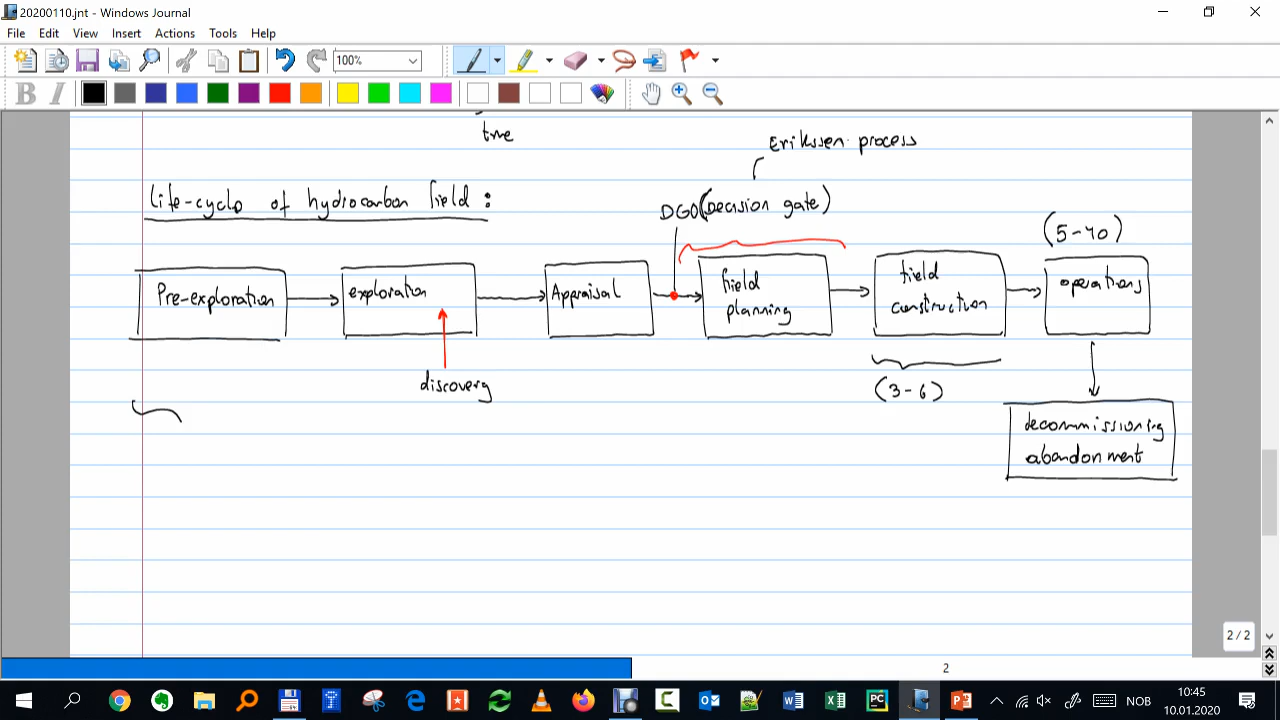 20200110.jnt - Windows Journal
File Edit View Insert Actions Tools Help
100%
B I
time
Erikssen process
Life-cycle of hydrocarbon field:
DGO (Decision gate)
(5-40)
Pre-exploration
exploration
Appraisal
field
planning
field
construction
operations
discovery
(3-6)
decommissioning
abandonment
2 / 2
2
NOB
10:45
10.01.2020